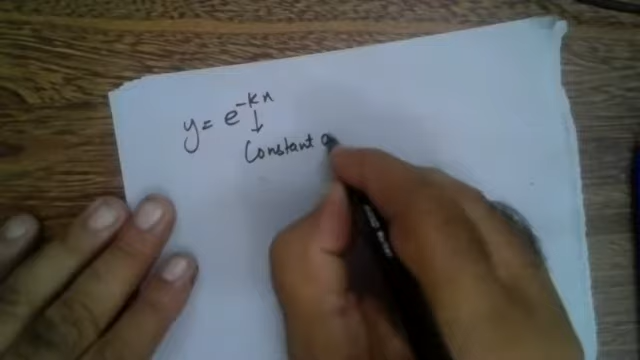 y = e^{-kx}
↓
Constant